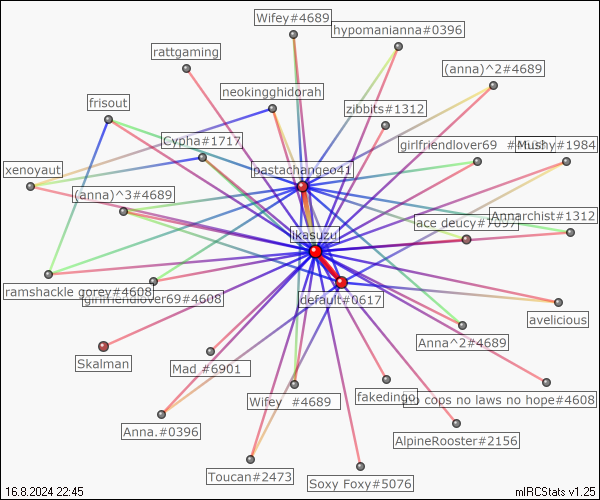 Wifey#4689
hypomanianna#0396
rattgaming
(anna)^2#4689
neokingghidorah
frisout
zibbits#1312
Cypha#1717
girlfriendlover69
Mushy#1984
pastachangeo41
xenoyaut
(anna)^3#4689
Annarchist#1312
ace deucy#7097
ikasuzu
ramshackle gorey#4608
girlfriendlover69#4608
default#0617
avelicious
Anna^2#4689
Skalman
Mad #6901
fakedingo
no cops no laws no hope#4608
Wifey #4689
Anna.#0396
AlpineRooster#2156
Toucan#2473
Soxy Foxy#5076
16.8.2024 22:45
mIRCStats v1.25